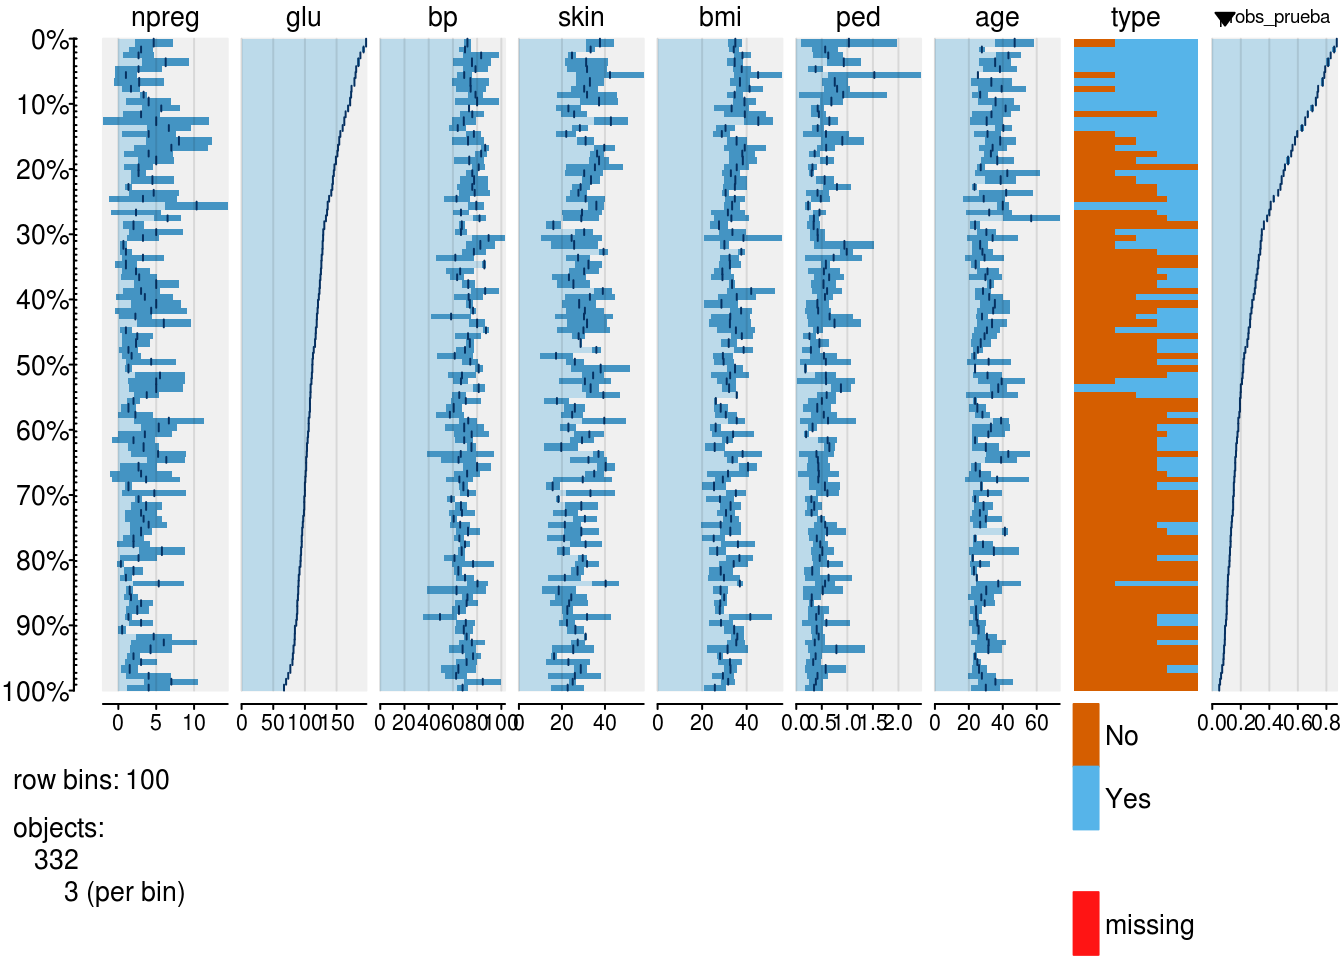 npreg glu bp skin bmi ped age type probs_prueba
0%
10%
20%
30%
40%
50%
60%
70%
80%
90%
100%
0 5 10 0 50 100 150 0 20 40 60 80 100 0 20 40 0 20 40 0.0 0.5 1.0 1.5 2.0 0 20 40 60 0.0 0.2 0.4 0.6 0.8
No
Yes
missing
row bins: 100
objects:
332
3 (per bin)